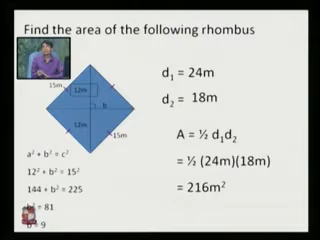 Find the area of the following rhombus
15m
12m
b
12m
15m
a² + b² = c²
12² + b² = 15²
144 + b² = 225
b² = 81
b = 9
d₁ = 24m
d₂ = 18m
A = ½ d₁d₂
= ½ (24m)(18m)
= 216m²